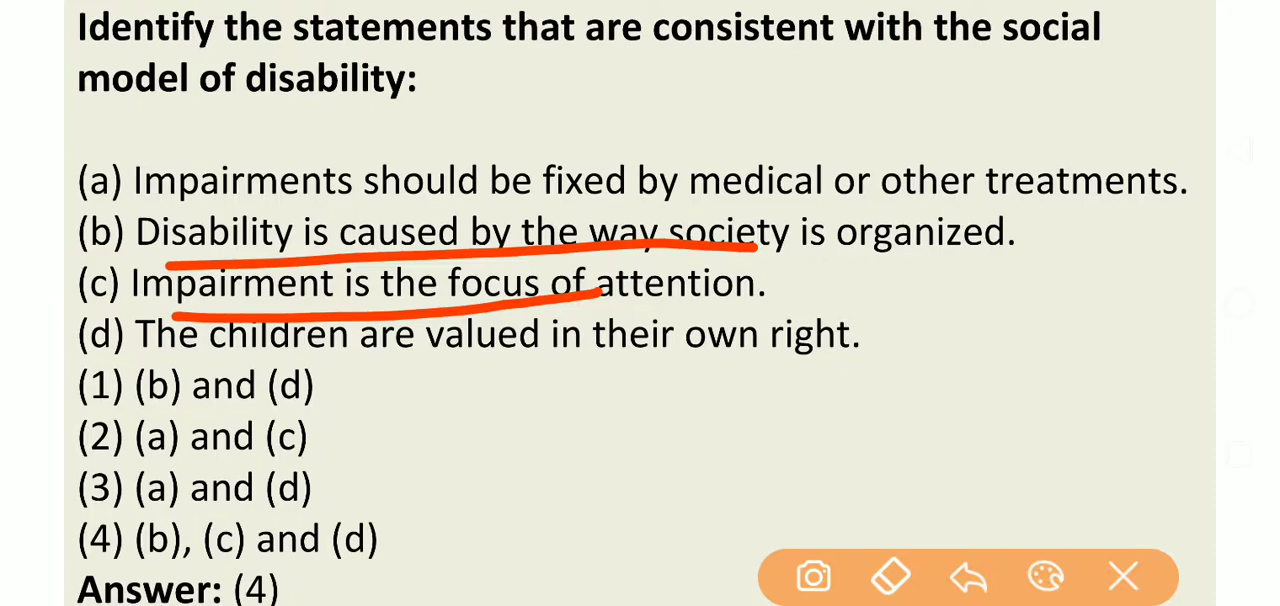 Identify the statements that are consistent with the social
model of disability:
(a) Impairments should be fixed by medical or other treatments.
(b) Disability is caused by the way society is organized.
(c) Impairment is the focus of attention.
(d) The children are valued in their own right.
(1) (b) and (d)
(2) (a) and (c)
(3) (a) and (d)
(4) (b), (c) and (d)
Answer: (4)